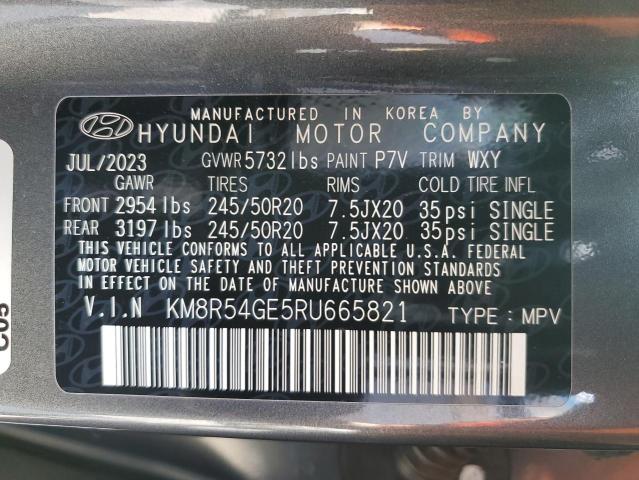 MANUFACTURED IN KOREA BY
HYUNDAI MOTOR COMPANY
JUL/2023 GVWR 5732 lbs PAINT P7V TRIM WXY
GAWR TIRES RIMS COLD TIRE INFL
FRONT 2954 lbs 245/50R20 7.5JX20 35 psi SINGLE
REAR 3197 lbs 245/50R20 7.5JX20 35 psi SINGLE
THIS VEHICLE CONFORMS TO ALL APPLICABLE U.S.A. FEDERAL
MOTOR VEHICLE SAFETY AND THEFT PREVENTION STANDARDS IN
EFFECT ON THE DATE OF MANUFACTURE SHOWN ABOVE.
V.I.N KM8R54GE5RU665821 TYPE : MPV
C05